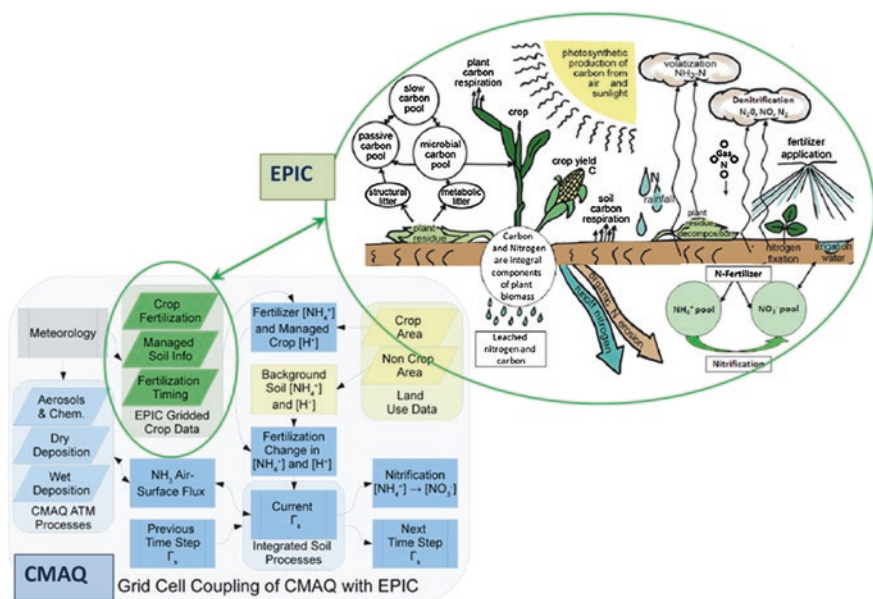 EPIC
plant
carbon
respiration
photosynthetic
production of
carbon from
air and
sunlight
volatization
NH₃-N
Denitrification
N₂0, NO, N₂
slow
carbon
pool
passive
carbon
pool
microbial
carbon pool
crop
crop yield
C
Gas
N
O
fertilizer
application
structural
litter
metabolic
litter
plant
residue
soil
carbon
respiration
N
rainfall
plant
residue
decomposition
nitrogen
fixation
irrigation
water
Carbon
and Nitrogen
are integral
components
of plant
biomass
Leached
nitrogen and
carbon
runoff nitrogen
organic N erosion
N-Fertilizer
NH₄⁺ pool
NO₃⁻ pool
Nitrification
Meteorology
Crop
Fertilization
Managed
Soil Info
Fertilization
Timing
EPIC Gridded
Crop Data
Fertilizer [NH₄⁺]
and Managed
Crop [H⁺]
Crop
Area
Non Crop
Area
Land
Use Data
Background
Soil [NH₄⁺]
and [H⁺]
Aerosols
& Chem.
Dry
Deposition
Wet
Deposition
CMAQ ATM
Processes
Fertilization
Change in
[NH₄⁺] and [H⁺]
NH₃ Air-
Surface Flux
Current
Γₛ
Nitrification
[NH₄⁺] → [NO₃⁻]
Previous
Time Step
Γₛ
Integrated Soil
Processes
Next
Time Step
Γₛ
CMAQ
Grid Cell Coupling of CMAQ with EPIC